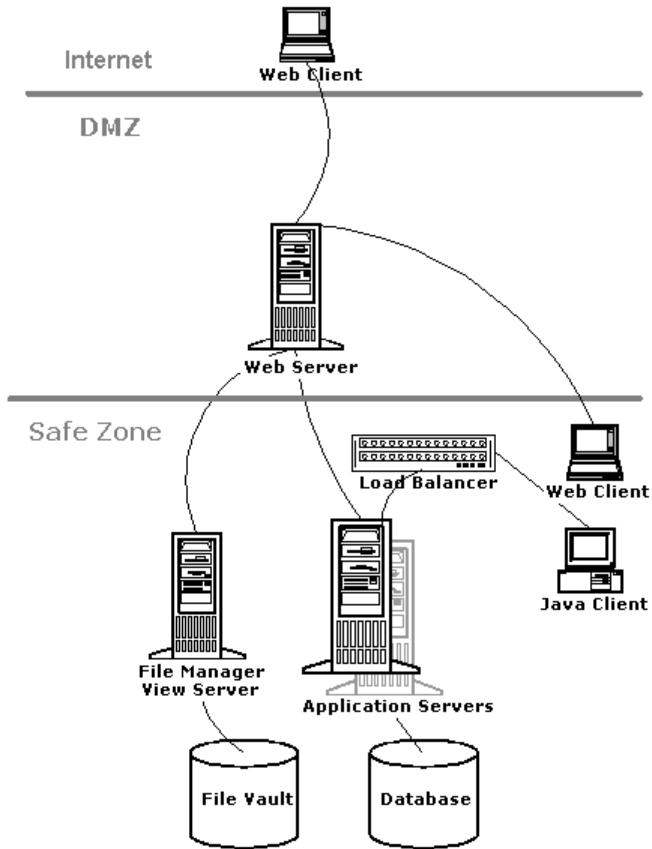 Internet
Web Client
DMZ
Web Server
Safe Zone
Load Balancer
Web Client
Java Client
File Manager
View Server
Application Servers
File Vault
Database